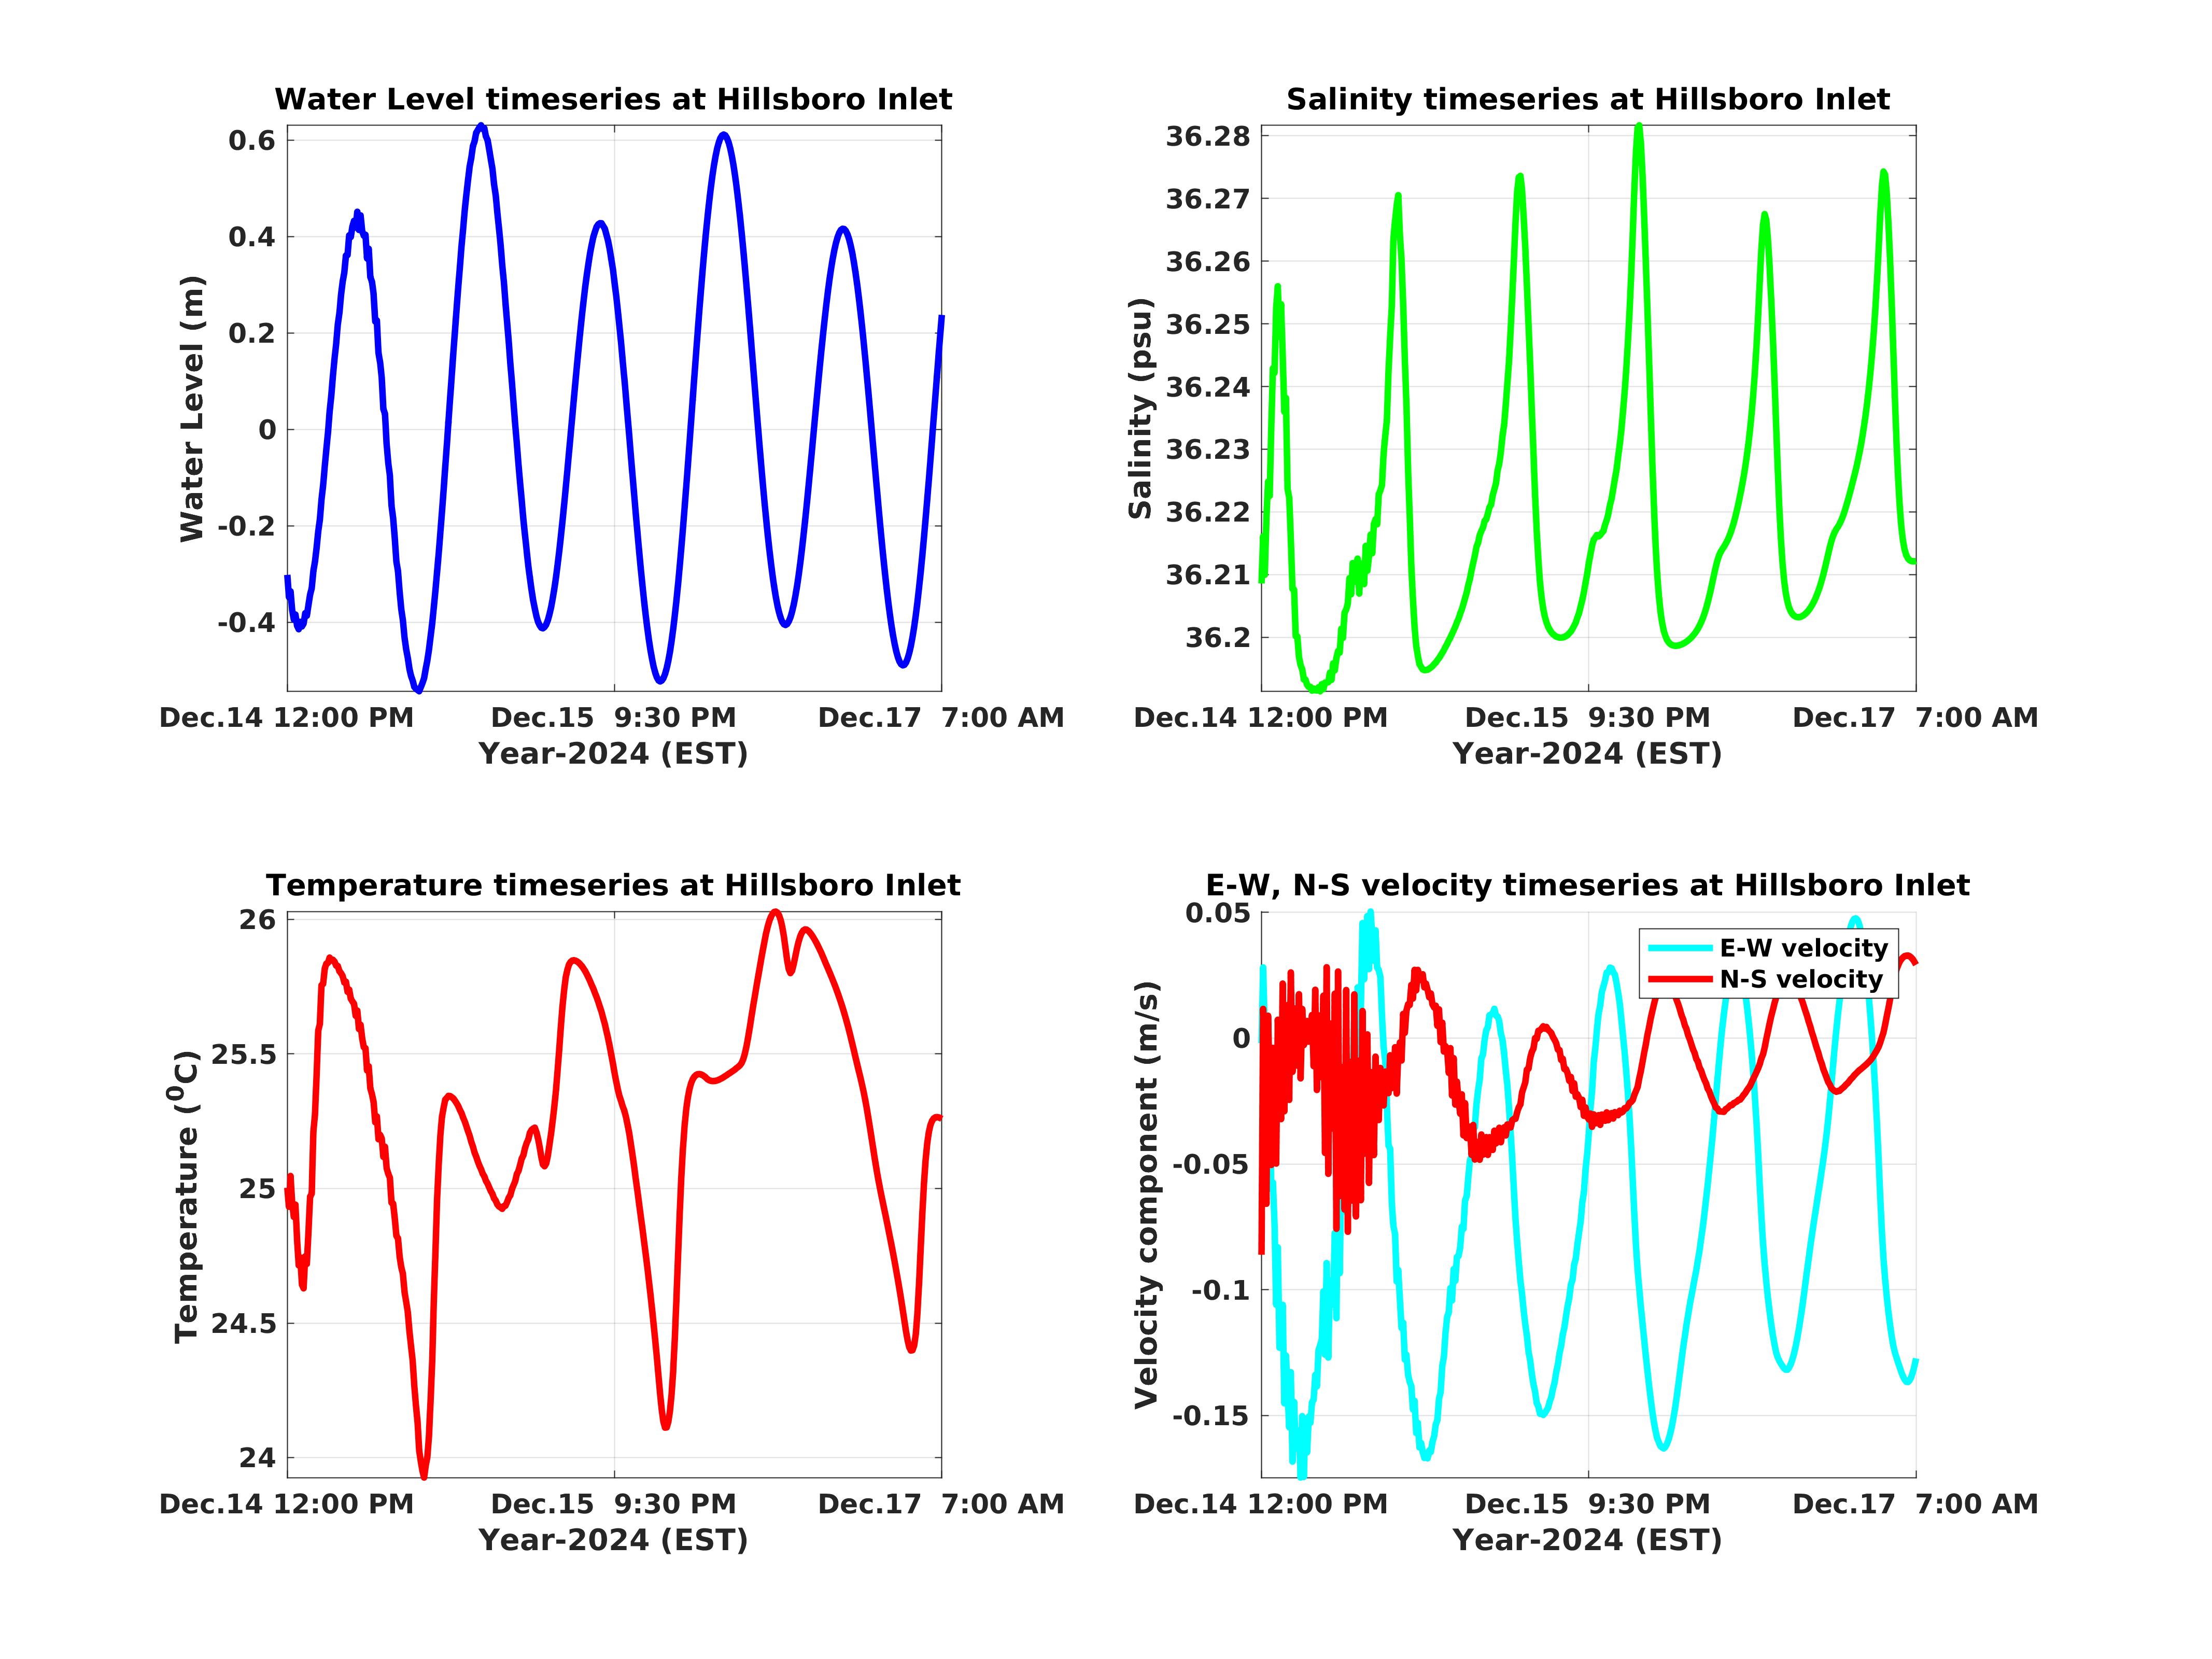 Water Level timeseries at Hillsboro Inlet
0.6
0.4
0.2
0
-0.2
-0.4
Water Level (m)
Dec.14 12:00 PM Dec.15 9:30 PM Dec.17 7:00 AM
Year-2024 (EST)
Salinity timeseries at Hillsboro Inlet
36.28
36.27
36.26
36.25
36.24
36.23
36.22
36.21
36.2
Salinity (psu)
Dec.14 12:00 PM Dec.15 9:30 PM Dec.17 7:00 AM
Year-2024 (EST)
Temperature timeseries at Hillsboro Inlet
26
25.5
25
24.5
24
Temperature (⁰C)
Dec.14 12:00 PM Dec.15 9:30 PM Dec.17 7:00 AM
Year-2024 (EST)
E-W, N-S velocity timeseries at Hillsboro Inlet
0.05
0
-0.05
-0.1
-0.15
Velocity component (m/s)
E-W velocity
N-S velocity
Dec.14 12:00 PM Dec.15 9:30 PM Dec.17 7:00 AM
Year-2024 (EST)